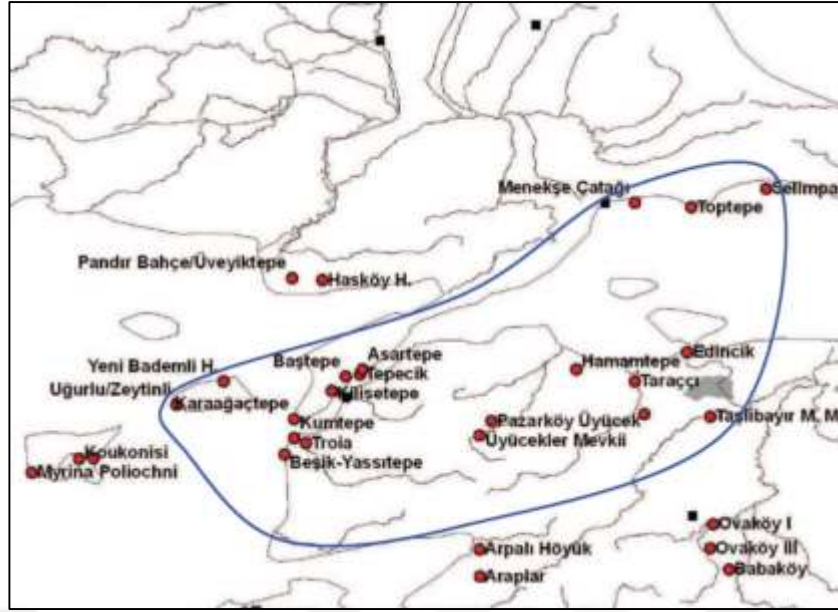 Menekşe Çatağı
Selimpa
Toptepe
Pandır Bahçe/Üveyiktepe
Hasköy H.
Yeni Bademli H.
Uğurlu/Zeytinli
Karaağaçtepe
Baştepe
Asartepe
Tepecik
Kilisetepe
Hamamtepe
Edincik
Taraççı
Kumtepe
Pazarköy Üyücek
Taşlıbayır M. M
Troia
Üyücekler Mevkii
Beşik-Yassıtepe
Koukonisi
Myrina Poliochni
Arpalı Höyük
Araplar
Ovaköy I
Ovaköy III
Babaköy